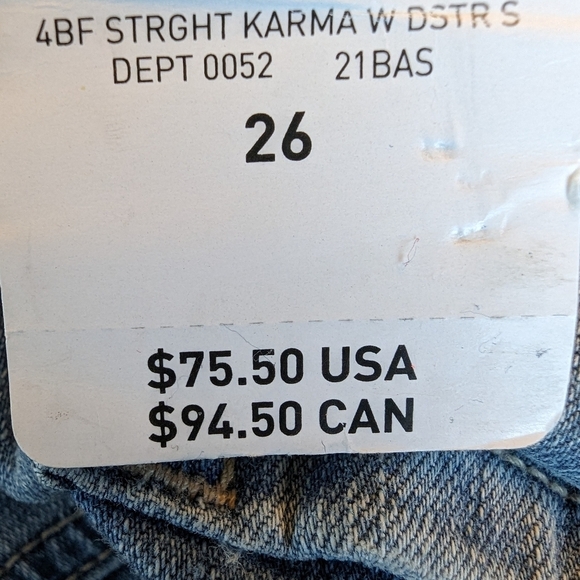 4BF STRGHT KARMA W DSTR S
DEPT 0052 21BAS
26
$75.50 USA
$94.50 CAN